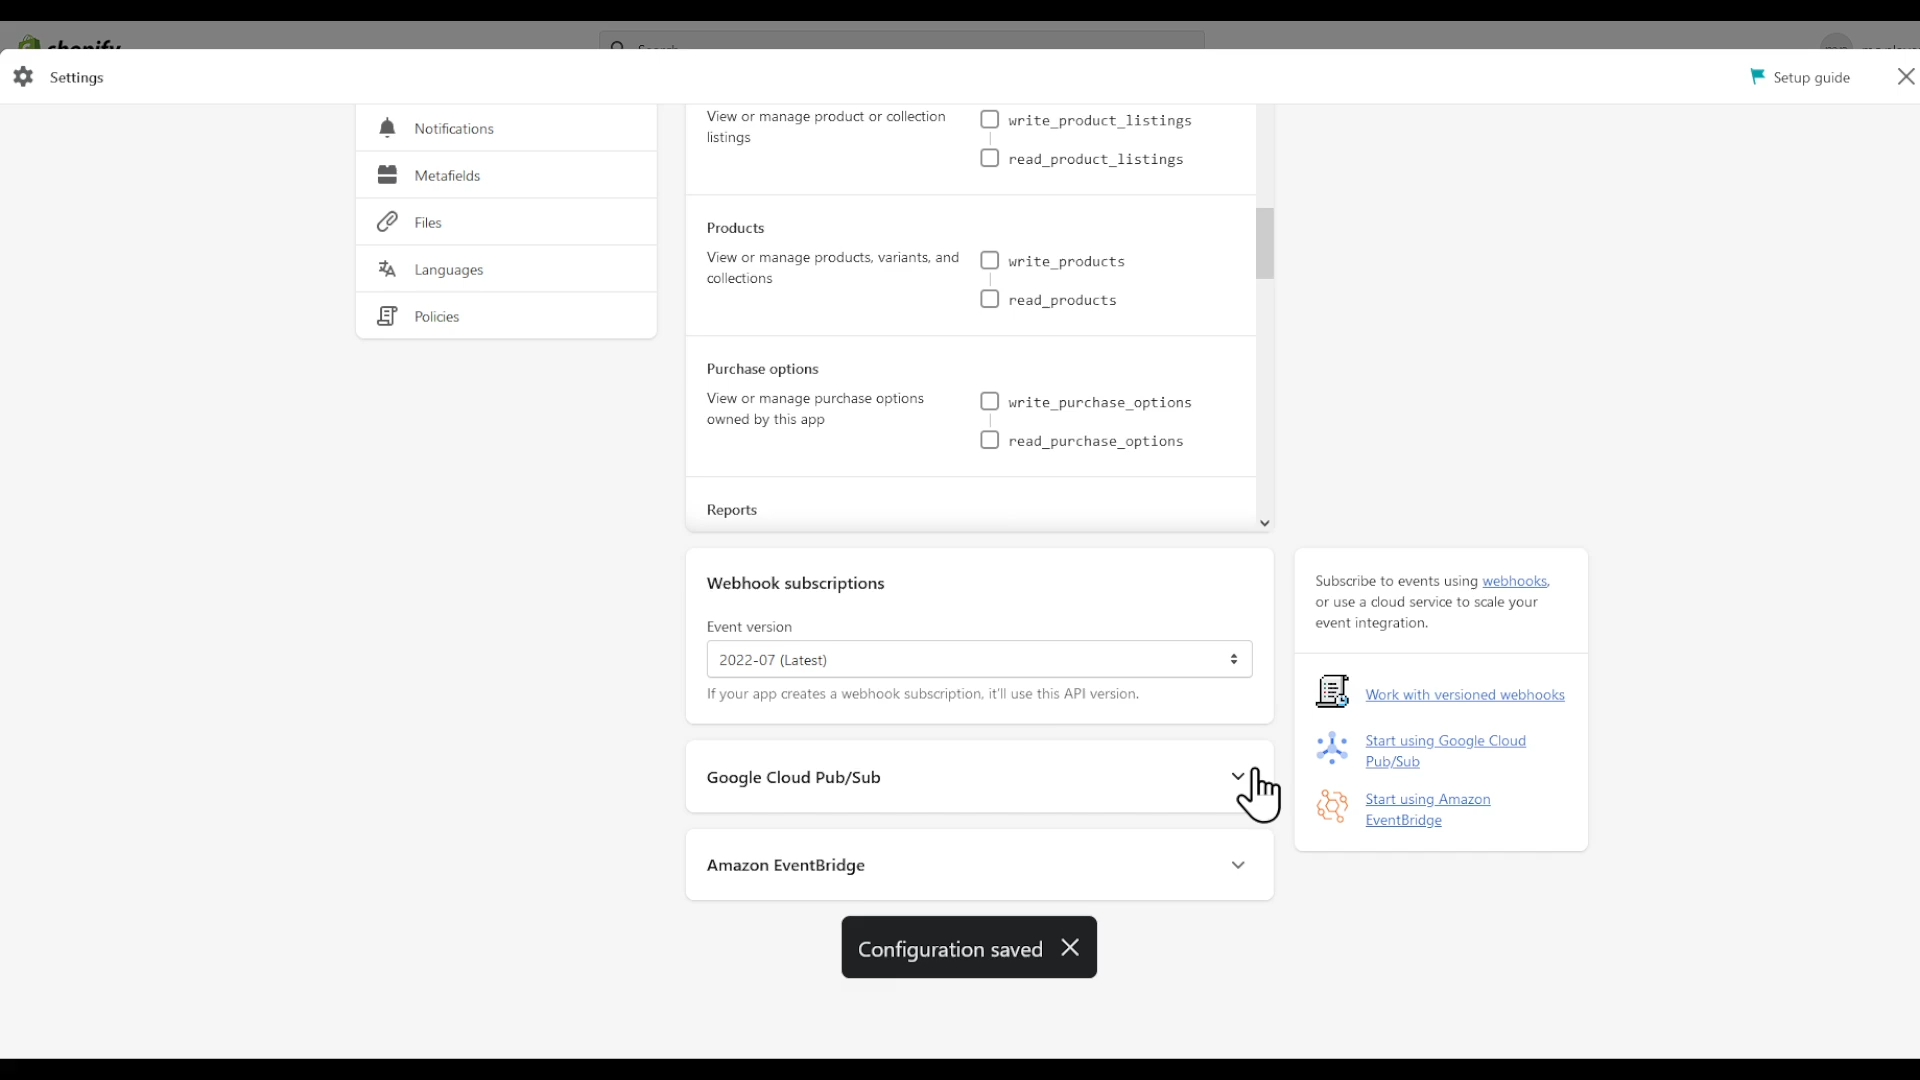 shopify
Search
Settings
Setup guide
Notifications
Metafields
Files
Languages
Policies
View or manage product or collection
listings
write_product_listings
read_product_listings
Products
View or manage products, variants, and
collections
write_products
read_products
Purchase options
View or manage purchase options
owned by this app
write_purchase_options
read_purchase_options
Reports
Webhook subscriptions
Event version
2022-07 (Latest)
If your app creates a webhook subscription, it'll use this API version.
Google Cloud Pub/Sub
Amazon EventBridge
Subscribe to events using webhooks,
or use a cloud service to scale your
event integration.
Work with versioned webhooks
Start using Google Cloud
Pub/Sub
Start using Amazon
EventBridge
Configuration saved